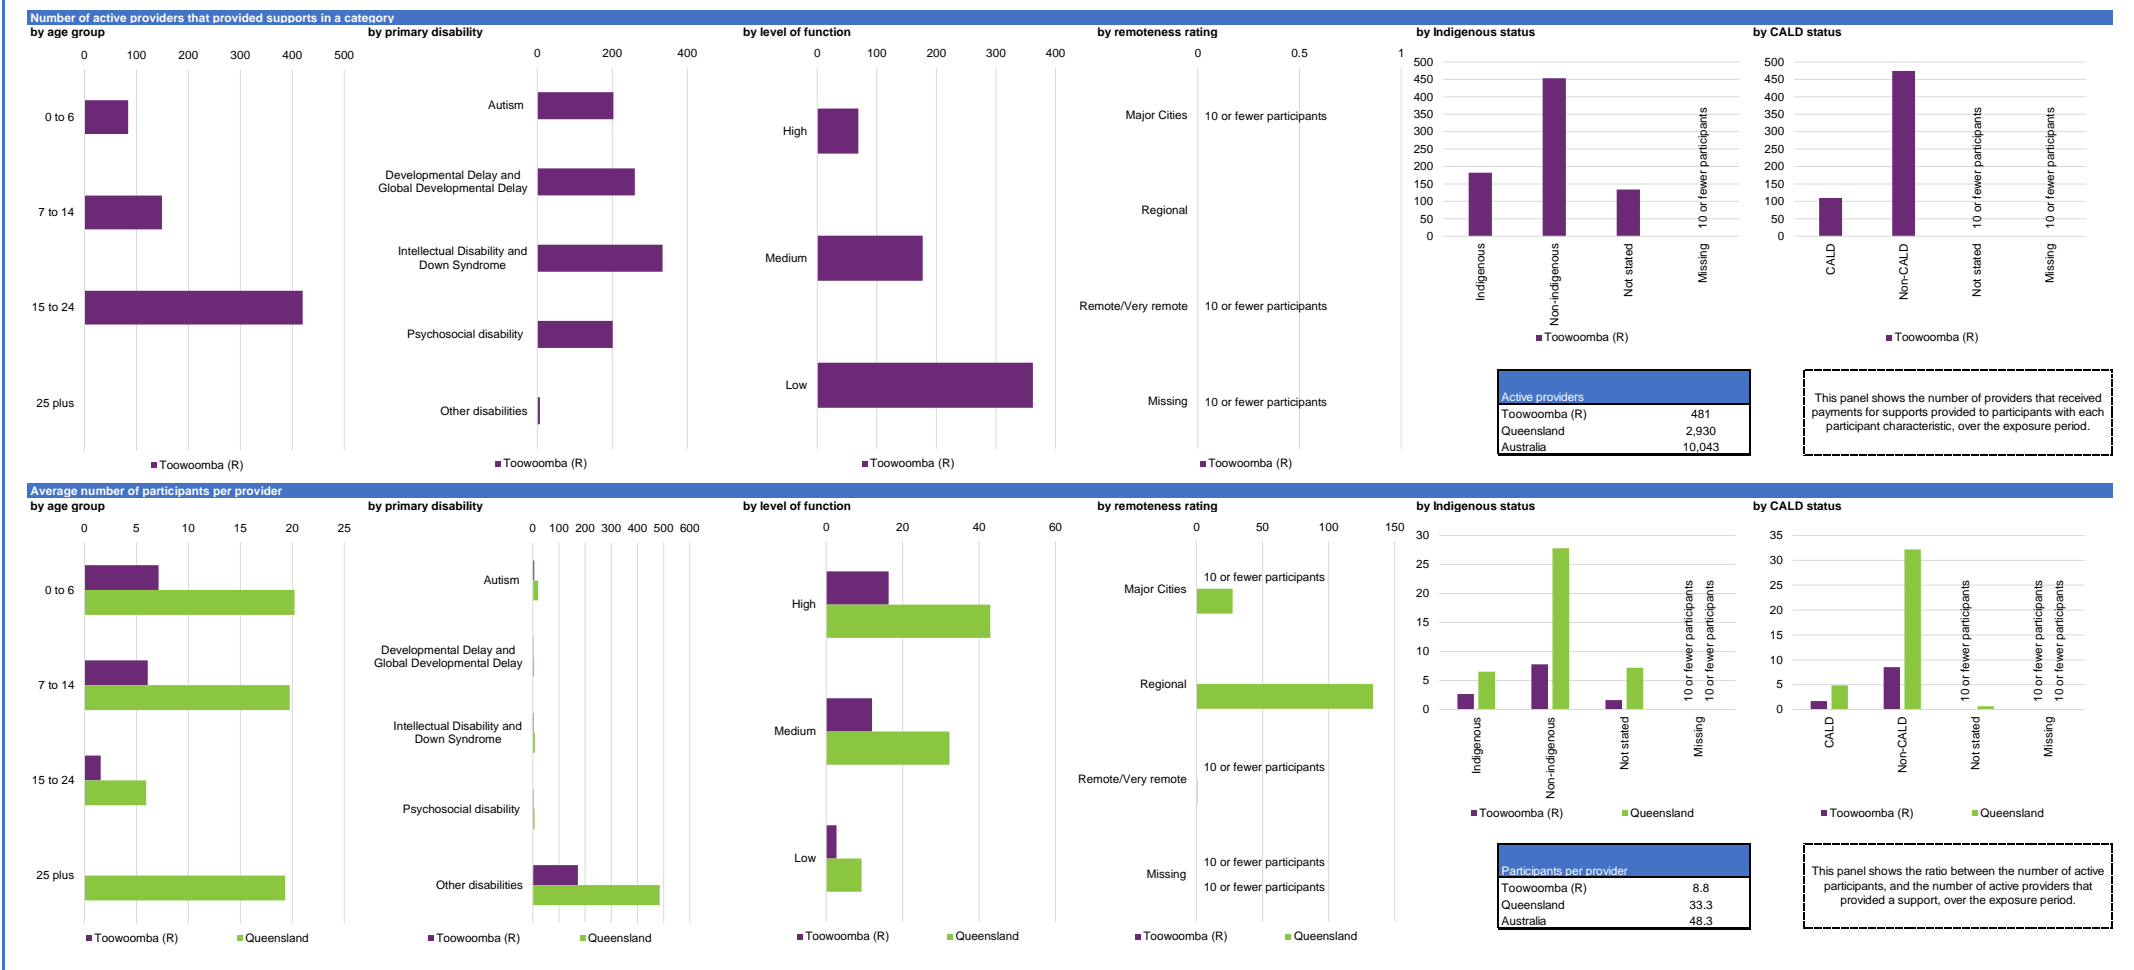 Number of active providers that provided supports in a category
by age group
0 100 200 300 400 500
0 to 6
7 to 14
15 to 24
25 plus
Toowoomba (R)
by primary disability
0 200 400
Autism
Developmental Delay and
Global Developmental Delay
Intellectual Disability and
Down Syndrome
Psychosocial disability
Other disabilities
Toowoomba (R)
by level of function
0 100 200 300 400
High
Medium
Low
Toowoomba (R)
by remoteness rating
0 0.5 1
Major Cities 10 or fewer participants
Regional
Remote/Very remote 10 or fewer participants
Missing 10 or fewer participants
Toowoomba (R)
by Indigenous status
500
450
400
350
300
250
200
150
100
50
0
10 or fewer participants
Indigenous
Non-indigenous
Not stated
Missing
Toowoomba (R)
by CALD status
500
450
400
350
300
250
200
150
100
50
0
10 or fewer participants
10 or fewer participants
CALD
Non-CALD
Not stated
Missing
Toowoomba (R)
Active providers
Toowoomba (R) 481
Queensland 2,930
Australia 10,043
This panel shows the number of providers that received
payments for supports provided to participants with each
participant characteristic, over the exposure period.
Average number of participants per provider
by age group
0 5 10 15 20 25
0 to 6
7 to 14
15 to 24
25 plus
Toowoomba (R) Queensland
by primary disability
0 100 200 300 400 500 600
Autism
Developmental Delay and
Global Developmental Delay
Intellectual Disability and
Down Syndrome
Psychosocial disability
Other disabilities
Toowoomba (R) Queensland
by level of function
0 20 40 60
High
Medium
Low
Toowoomba (R) Queensland
by remoteness rating
0 50 100 150
10 or fewer participants
Major Cities
Regional
10 or fewer participants
Remote/Very remote
10 or fewer participants
Missing
10 or fewer participants
Toowoomba (R) Queensland
by Indigenous status
30
25
20
15
10
5
0
10 or fewer participants
10 or fewer participants
Indigenous
Non-indigenous
Not stated
Missing
Toowoomba (R) Queensland
by CALD status
35
30
25
20
15
10
5
0
10 or fewer participants
10 or fewer participants
10 or fewer participants
CALD
Non-CALD
Not stated
Missing
Toowoomba (R) Queensland
Participants per provider
Toowoomba (R) 8.8
Queensland 33.3
Australia 48.3
This panel shows the ratio between the number of active
participants, and the number of active providers that
provided a support, over the exposure period.